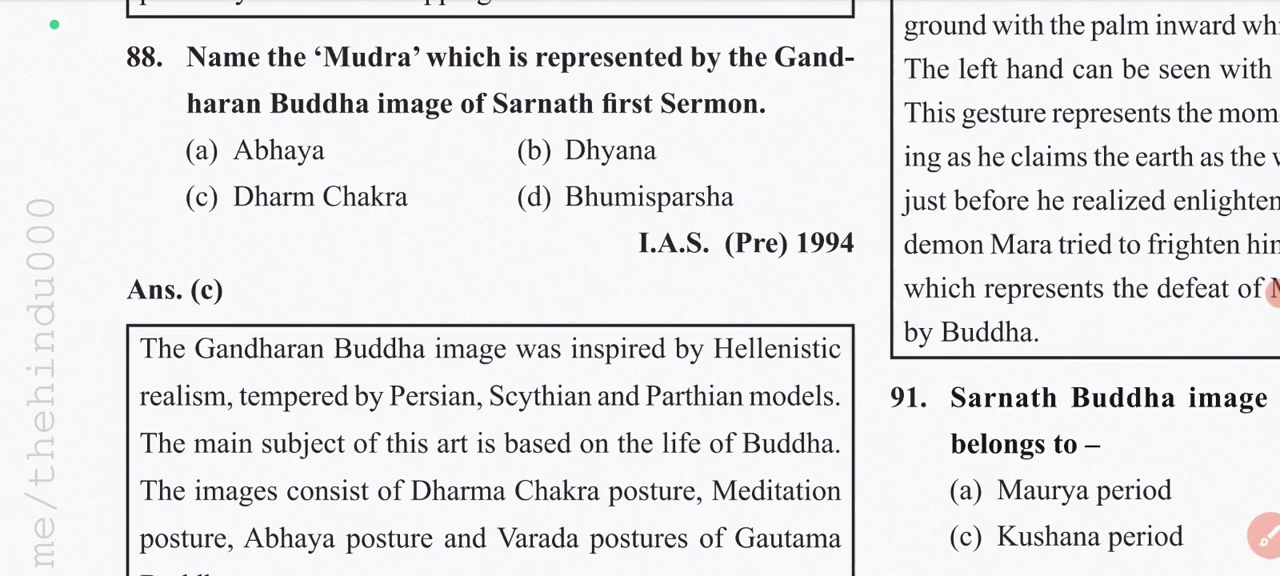 88. Name the ‘Mudra’ which is represented by the Gand-
haran Buddha image of Sarnath first Sermon.
(a) Abhaya (b) Dhyana
(c) Dharm Chakra (d) Bhumisparsha
I.A.S. (Pre) 1994
Ans. (c)
The Gandharan Buddha image was inspired by Hellenistic
realism, tempered by Persian, Scythian and Parthian models.
The main subject of this art is based on the life of Buddha.
The images consist of Dharma Chakra posture, Meditation
posture, Abhaya posture and Varada postures of Gautama
ground with the palm inward
The left hand can be seen with
This gesture represents the
ing as he claims the earth as the
just before he realized
demon Mara tried to frighten
which represents the defeat of
by Buddha.
91. Sarnath Buddha image
belongs to –
(a) Maurya period
(c) Kushana period
me/thehindu000